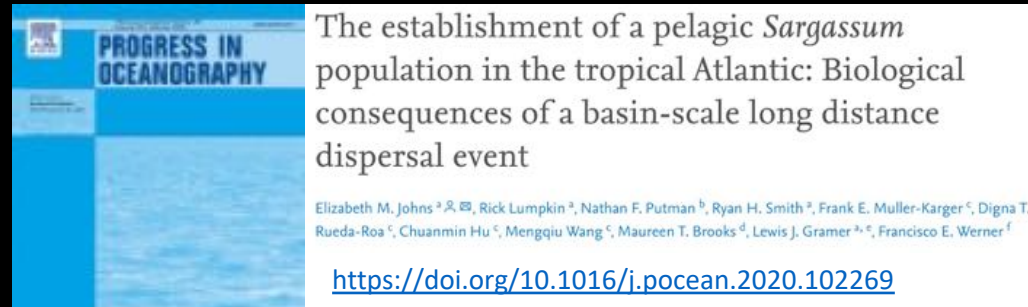 PROGRESS IN
OCEANOGRAPHY
The establishment of a pelagic Sargassum
population in the tropical Atlantic: Biological
consequences of a basin-scale long distance
dispersal event
Elizabeth M. Johns a, Rick Lumpkin a, Nathan F. Putman b, Ryan H. Smith a, Frank E. Muller-Karger c, Digna T.
Rueda-Roa c, Chuanmin Hu c, Mengqiu Wang c, Maureen T. Brooks d, Lewis J. Gramer a, e, Francisco E. Werner f
https://doi.org/10.1016/j.pocean.2020.102269